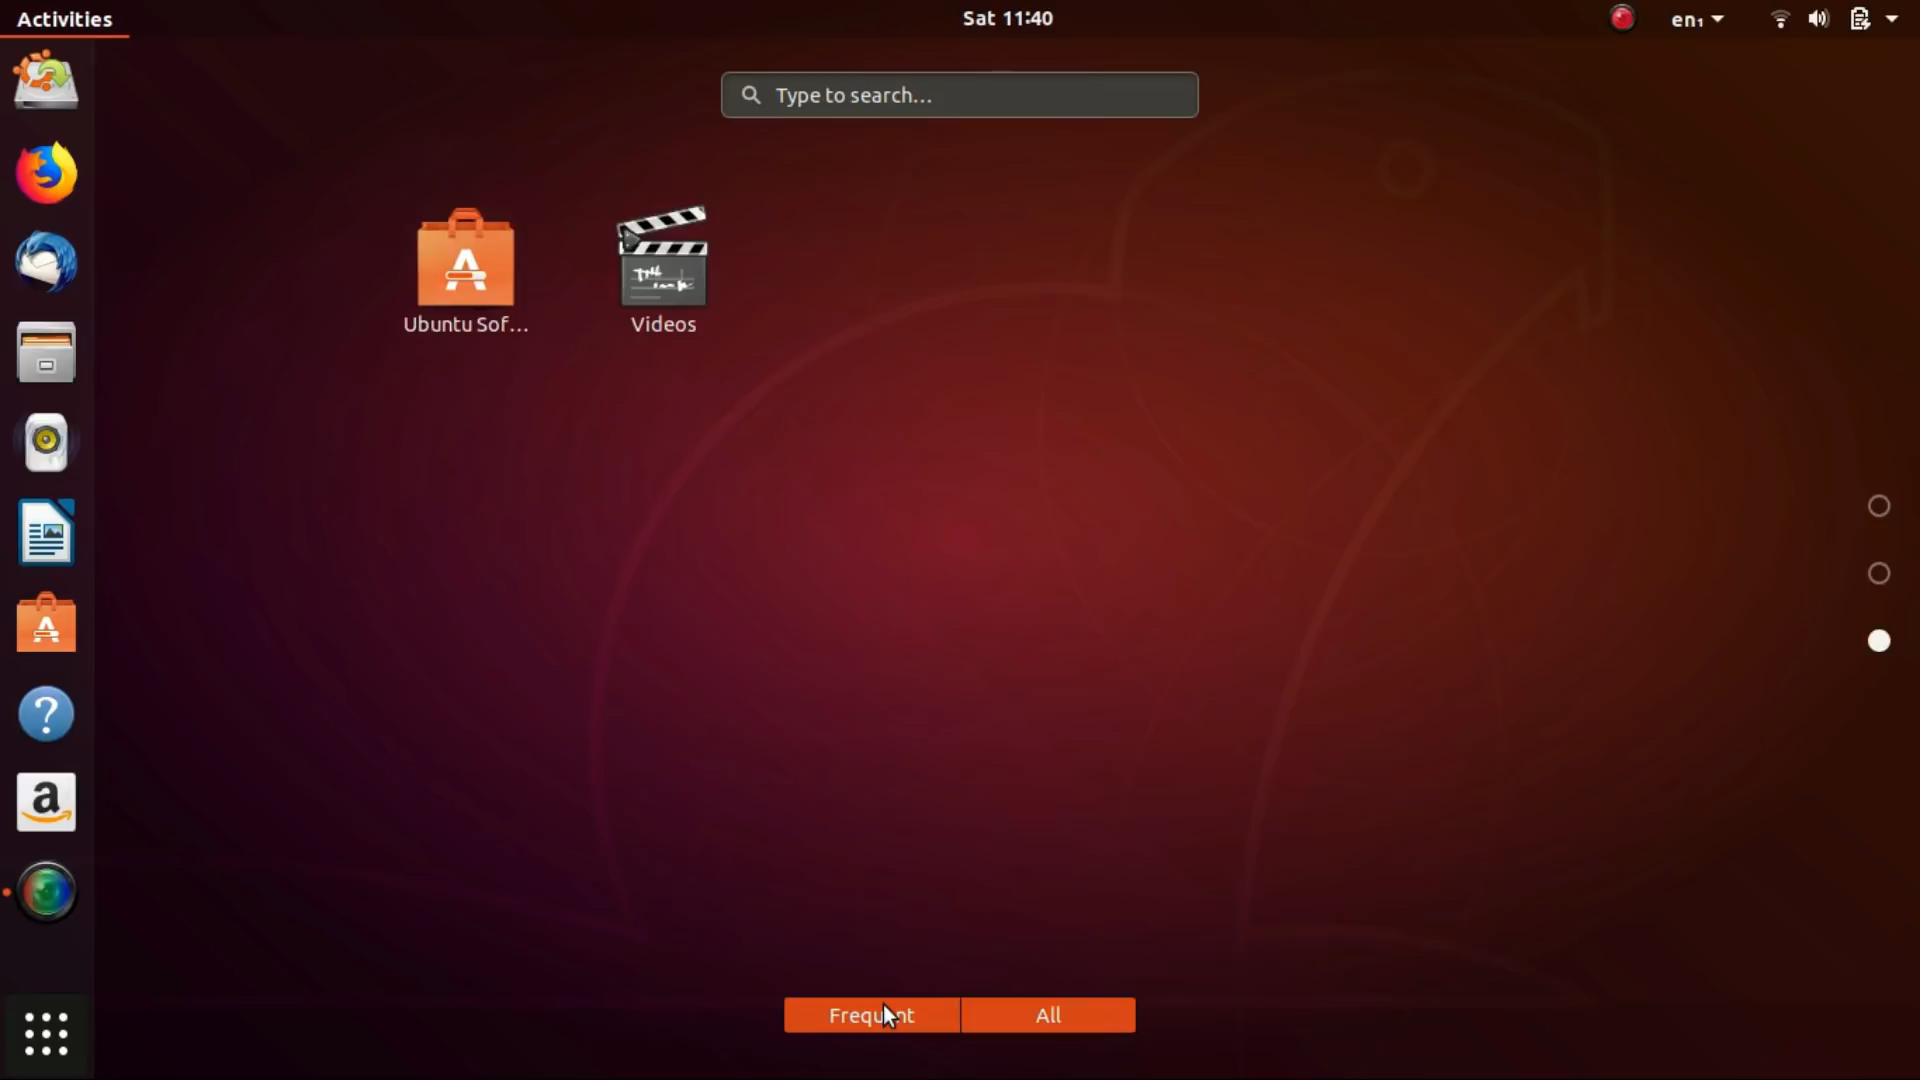 Activities
Sat 11:40
en₁
Type to search...
Ubuntu Sof...
Videos
Frequent
All